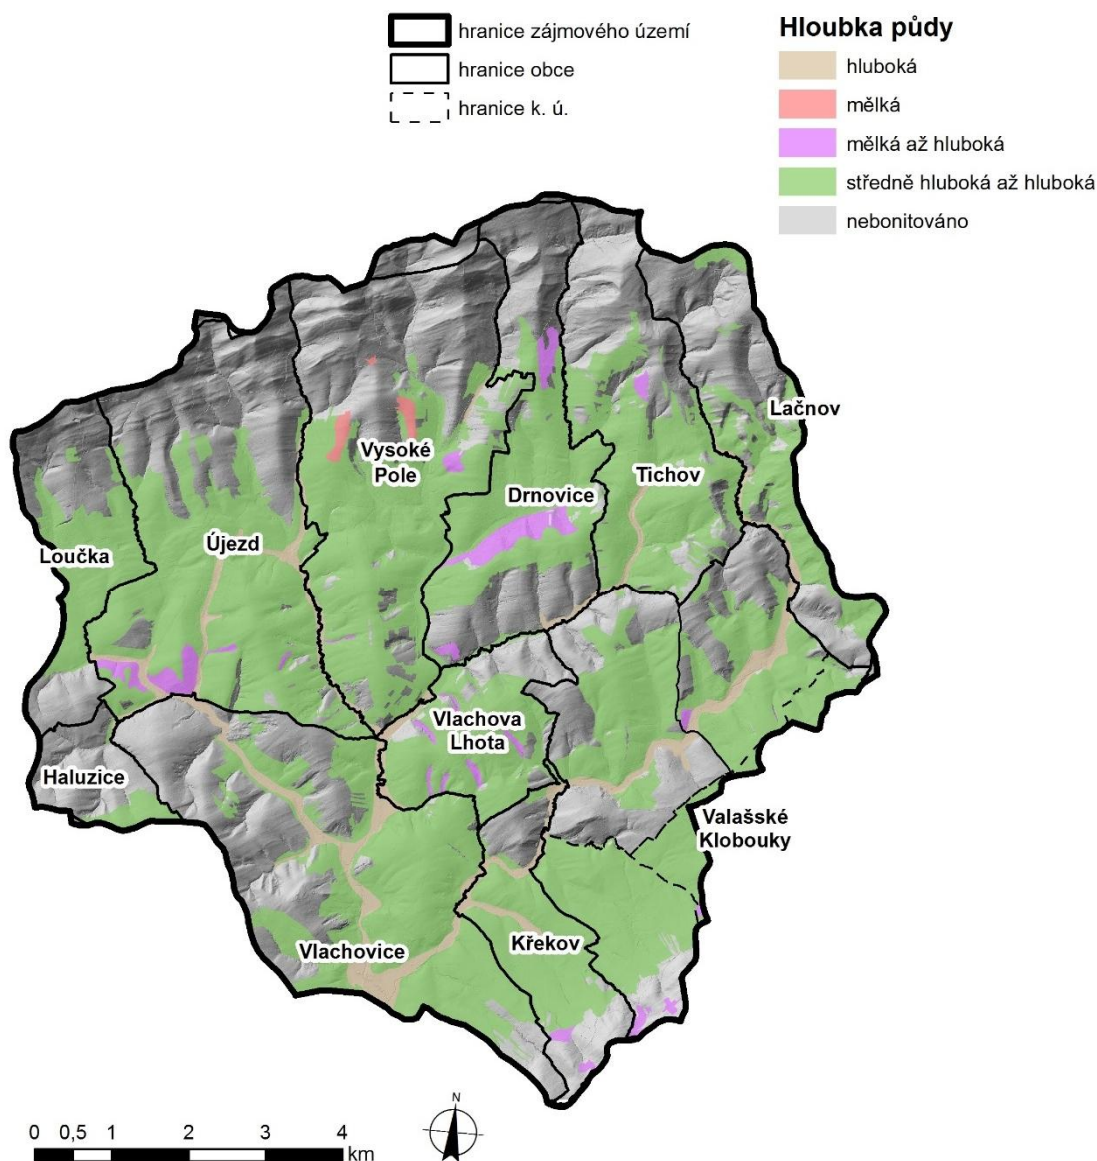 hranice zájmového území
hranice obce
hranice k. ú.
Hloubka půdy
hluboká
mělká
mělká až hluboká
středně hluboká až hluboká
nebonitováno
Lačnov
Vysoké
Pole
Tichov
Drnovice
Újezd
Loučka
Vlachova
Lhota
Haluzice
Valašské
Klobouky
Křekov
Vlachovice
N
0 0,5 1 2 3 4
km